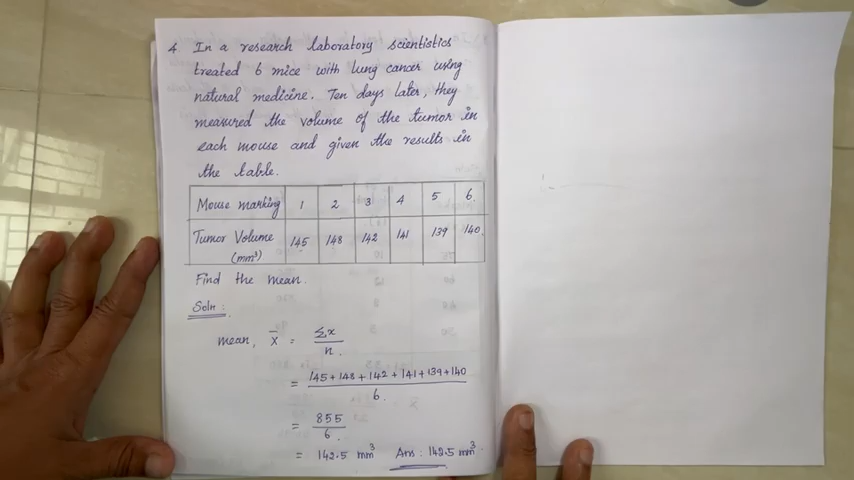 4. In a research laboratory scientistics
treated 6 mice with lung cancer using
natural medicine. Ten days later, they
measured the volume of the tumor in
each mouse and given the results in
the table.
Mouse marking 1 2 3 4 5 6
Tumor Volume (mm³) 145 148 142 141 139 140
Find the mean.
Soln :
mean, x̄ = Σx / n.
= 145+148+142+141+139+140 / 6.
= 855 / 6.
= 142.5 mm³ Ans : 142.5 mm³.